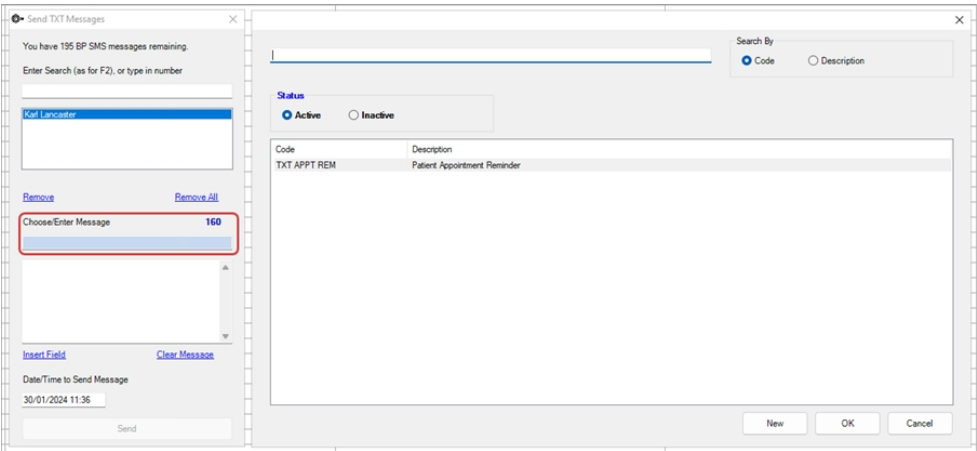 Send TXT Messages
You have 195 BP SMS messages remaining.
Enter Search (as for F2), or type in number
Karl Lancaster
Remove Remove All
Choose/Enter Message 160
Insert Field Clear Message
Date/Time to Send Message
30/01/2024 11:36
Send
Search By
Code Description
Status
Active Inactive
Code Description
TXT APPT REM Patient Appointment Reminder
New OK Cancel